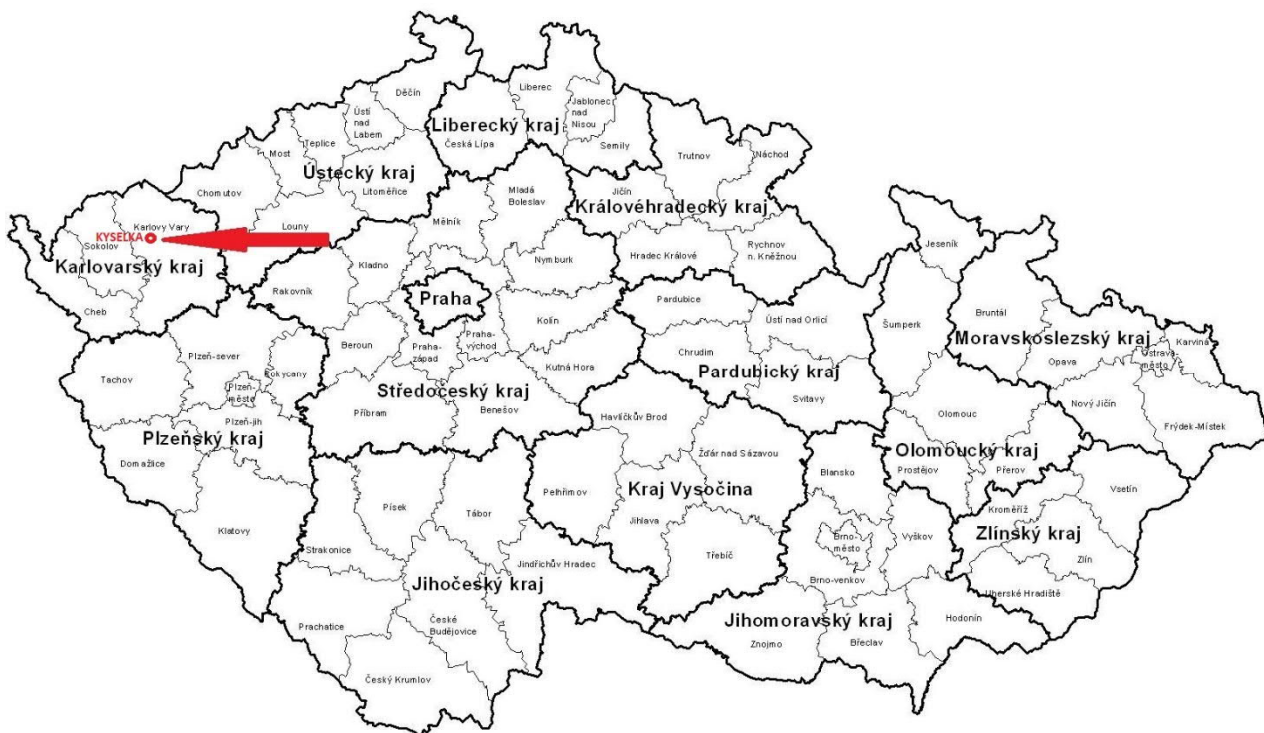 Děčín
Liberec
Ústí
nad
Labem
Jablonec
nad
Nisou
Teplice
Liberecký kraj
Česká Lípa
Semily
Most
Trutnov
Náchod
Ústecký kraj
Chomutov
Litoměřice
Mladá
Boleslav
Jičín
Královéhradecký kraj
Karlovy Vary
Louny
Mělník
KYSELKA
Sokolov
Karlovarský kraj
Kladno
Nymburk
Hradec Králové
Rychnov
n. Kněžnou
Jeseník
Rakovník
Praha
Pardubice
Cheb
Kolín
Ústí nad Orlicí
Šumperk
Bruntál
Moravskoslezský kraj
Karviná
Ostrava-
město
Opava
Plzeň-sever
Beroun
Praha-
západ
Praha-
východ
Chrudim
Pardubický kraj
Tachov
Rokycany
Kutná Hora
Plzeň-
město
Středočeský kraj
Benešov
Svitavy
Nový Jičín
Příbram
Havlíčkův Brod
Olomouc
Plzeň-jih
Plzeňský kraj
Frýdek-Místek
Domažlice
Žďár nad Sázavou
Olomoucký kraj
Blansko
Prostějov
Přerov
Pelhřimov
Kraj Vysočina
Vsetín
Písek
Tábor
Jihlava
Kroměříž
Klatovy
Zlínský kraj
Strakonice
Třebíč
Brno-
město
Vyškov
Zlín
Jindřichův Hradec
Jihočeský kraj
Brno-venkov
Uherské Hradiště
Prachatice
České
Budějovice
Jihomoravský kraj
Znojmo
Břeclav
Hodonín
Český Krumlov